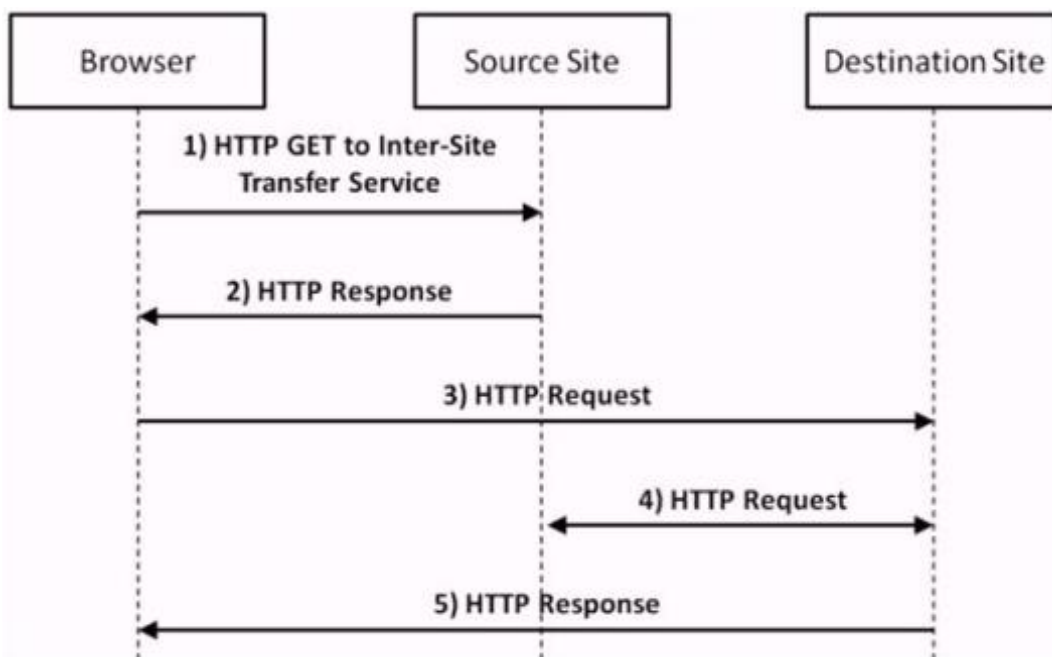 Browser
Source Site
Destination Site
1) HTTP GET to Inter-Site
Transfer Service
2) HTTP Response
3) HTTP Request
4) HTTP Request
5) HTTP Response